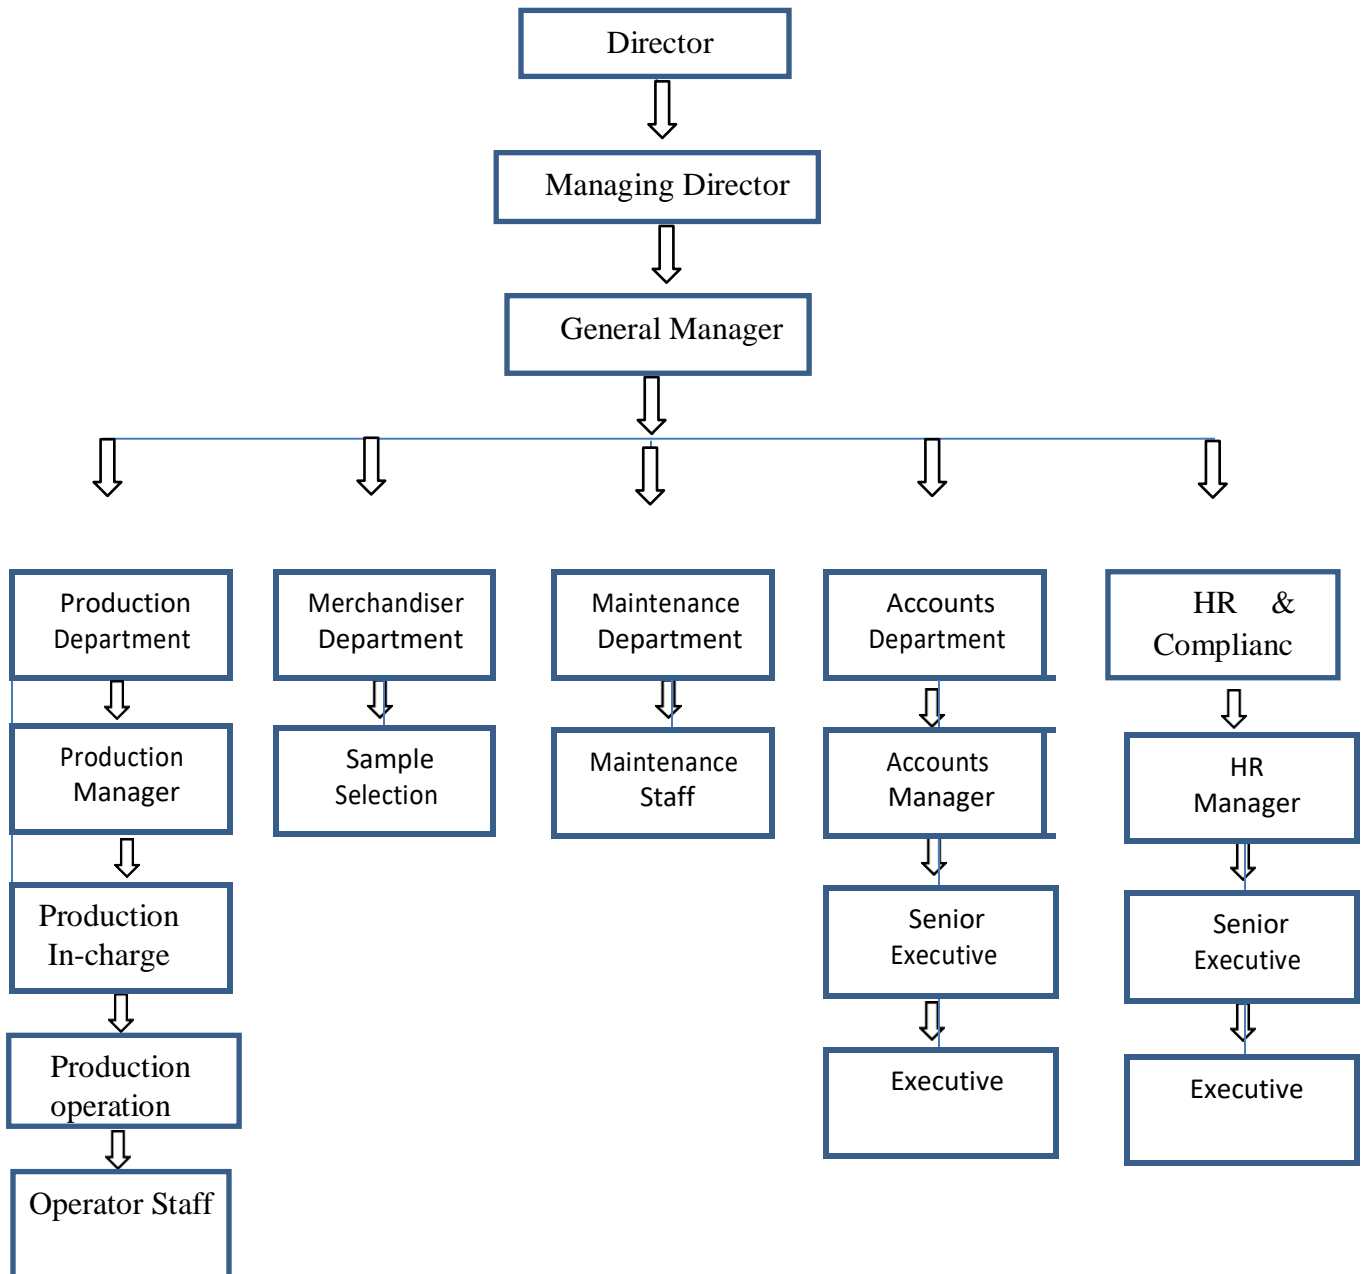 Director
Managing Director
General Manager
Production
Department
Merchandiser
Department
Maintenance
Department
Accounts
Department
HR &
Complianc
Production
Manager
Sample
Selection
Maintenance
Staff
Accounts
Manager
HR
Manager
Production
In-charge
Senior
Executive
Senior
Executive
Production
operation
Executive
Executive
Operator Staff